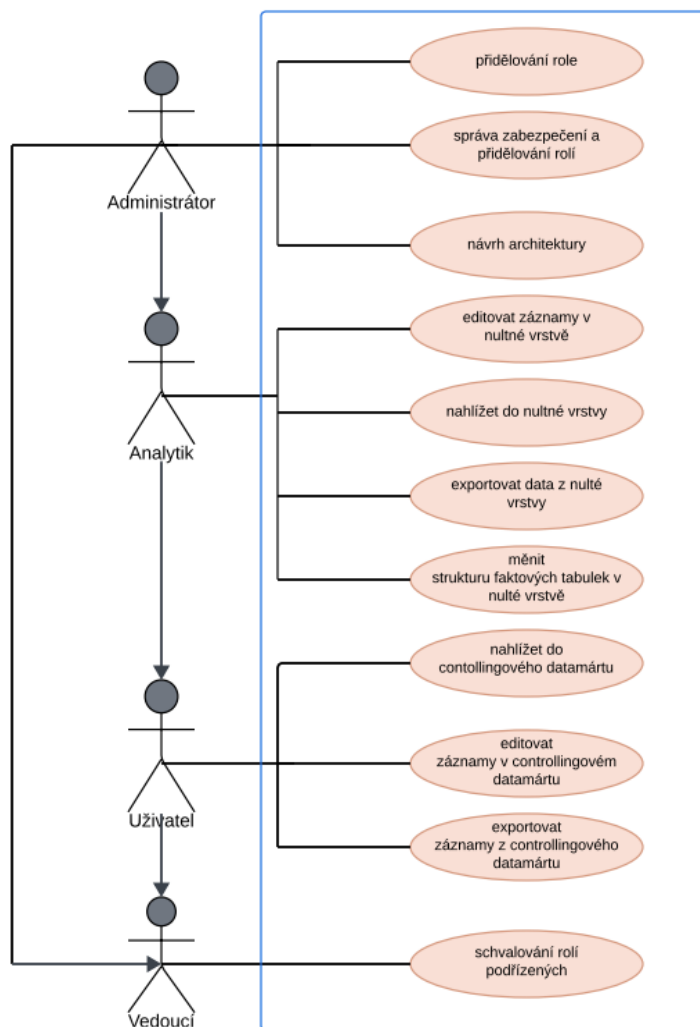 přidělování role
správa zabezpečení a
přidělování rolí
Administrátor
návrh architektury
editovat záznamy v
nultné vrstvě
nahlížet do nultné vrstvy
Analytik
exportovat data z nulté
vrstvy
měnit
strukturu faktových tabulek v
nulté vrstvě
nahlížet do
contollingového datamártu
editovat
záznamy v controllingovém
datamártu
Uživatel
exportovat
záznamy z controllingového
datamártu
schvalování rolí
podřízených
Vedoucí